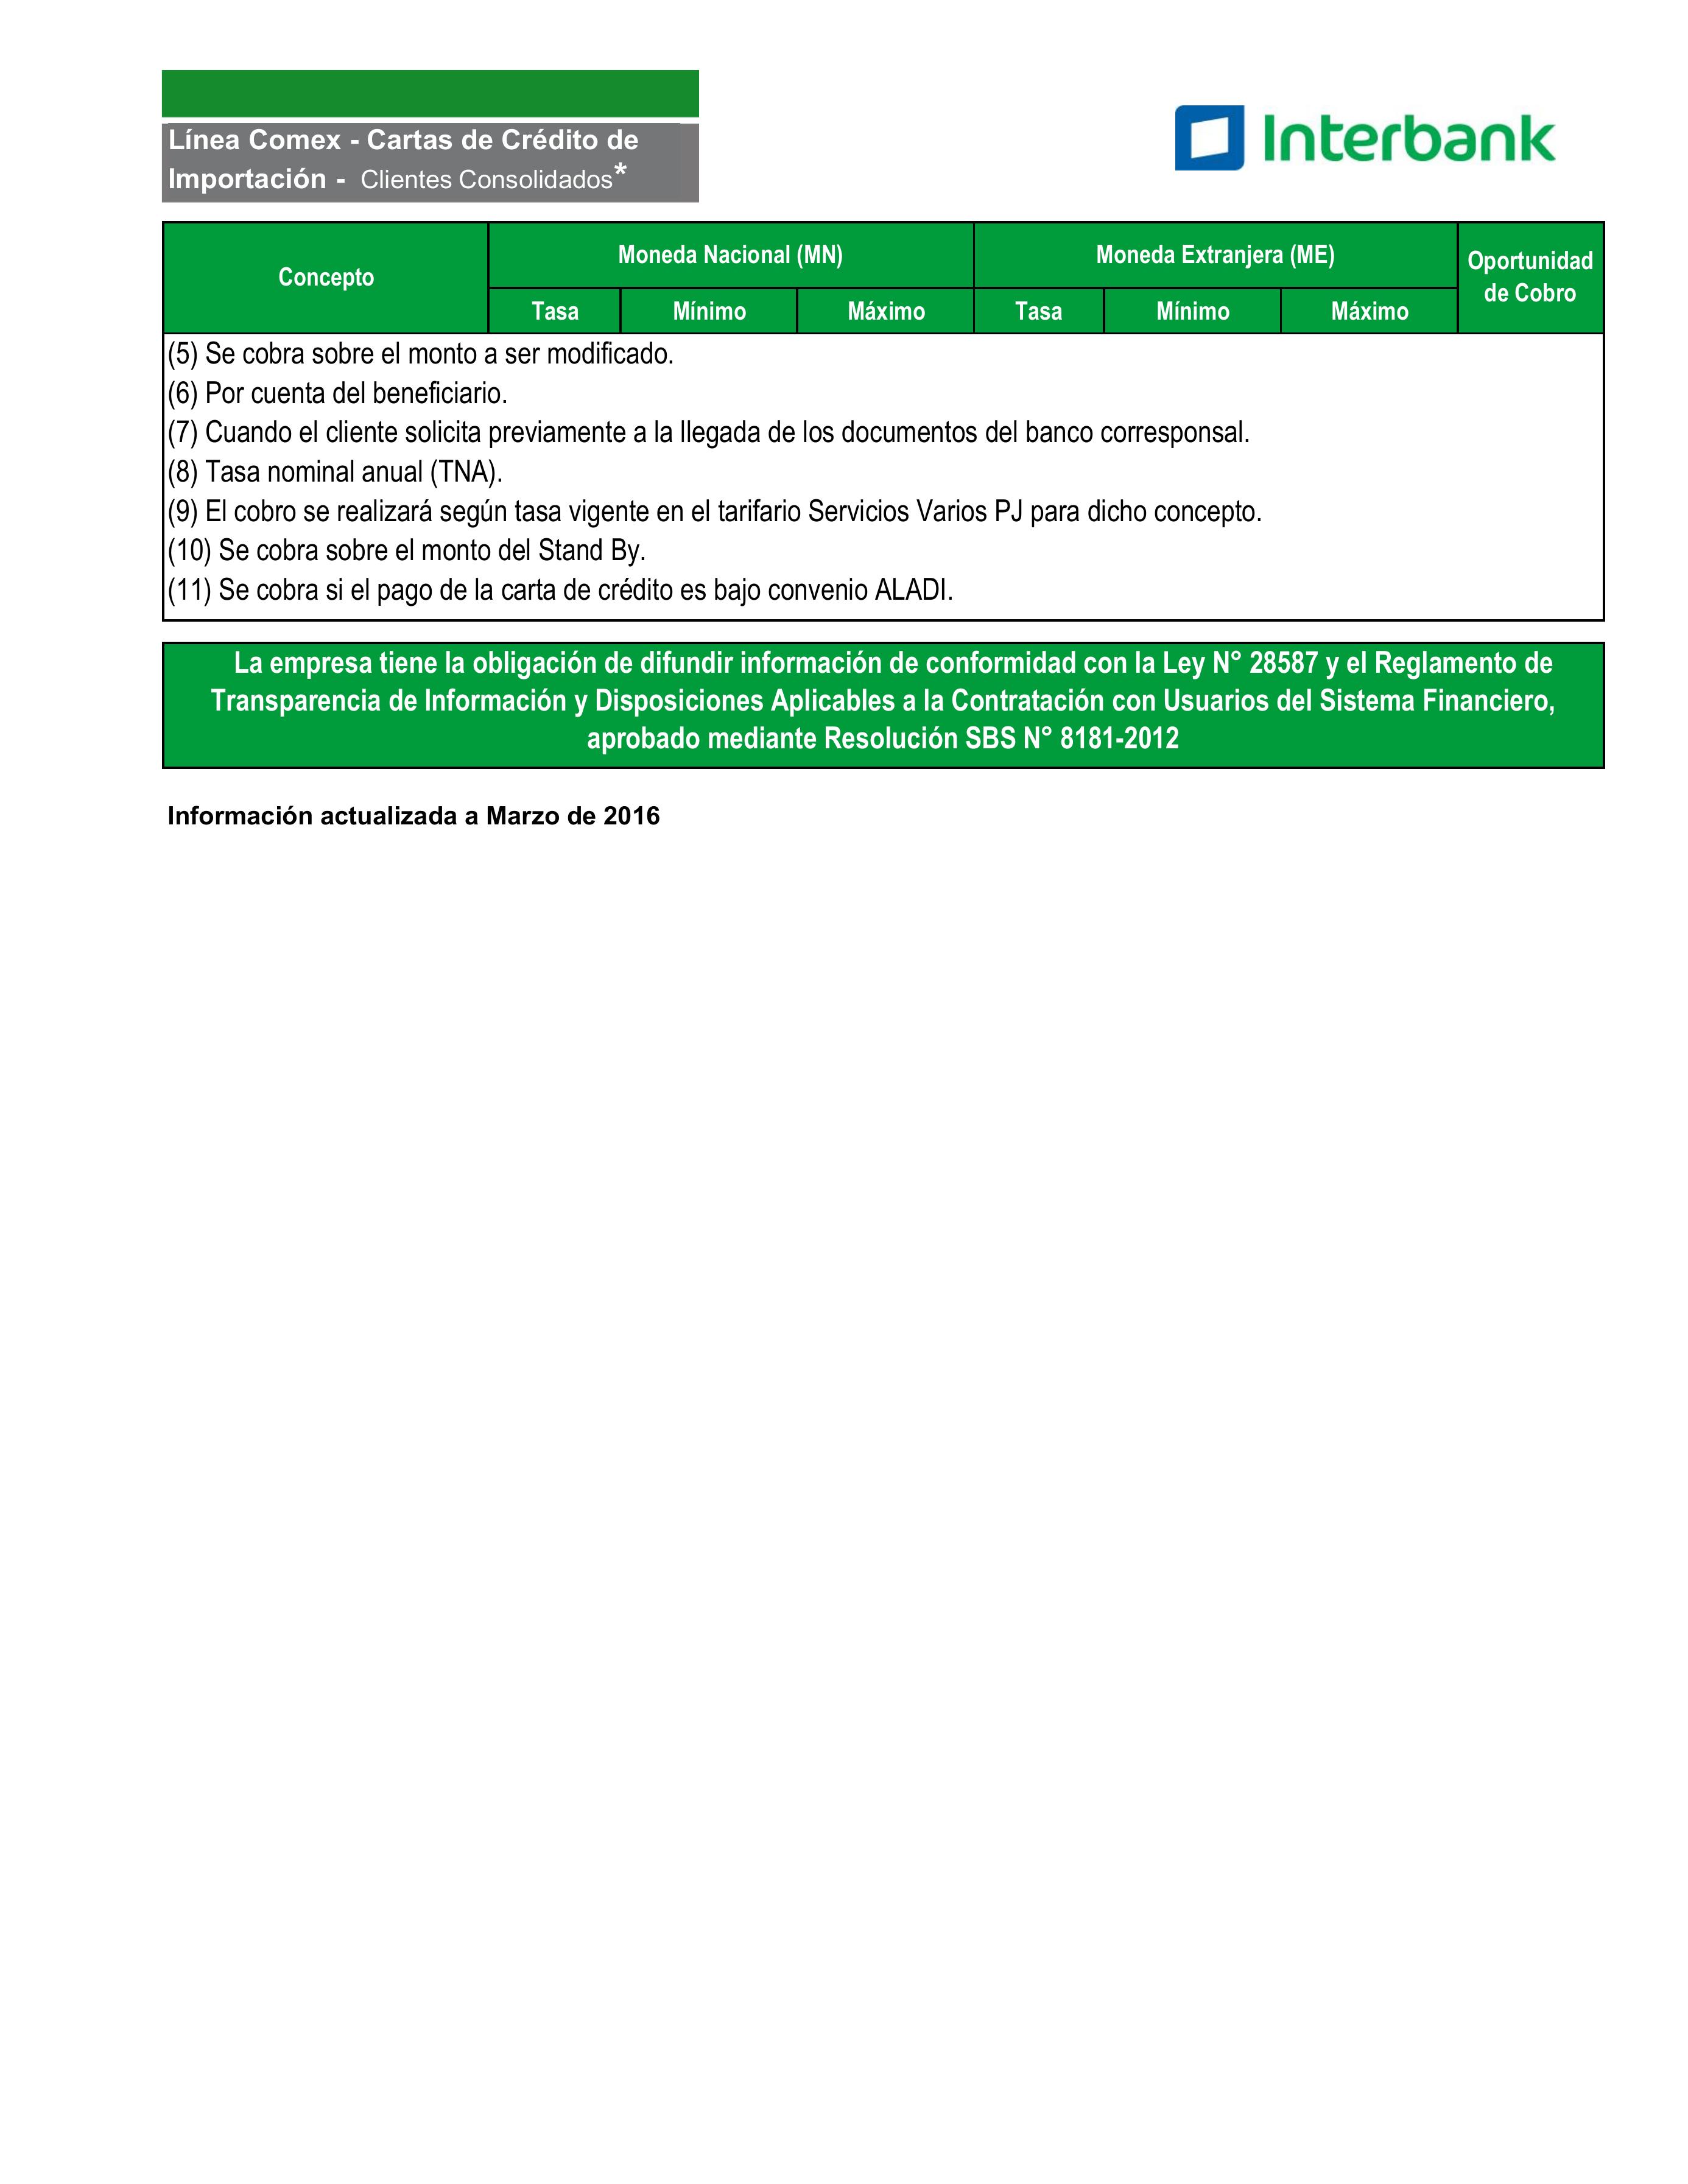 Línea Comex - Cartas de Crédito de
Importación - Clientes Consolidados*
Interbank
Concepto
Moneda Nacional (MN)
Moneda Extranjera (ME)
Oportunidad
de Cobro
Tasa
Mínimo
Máximo
Tasa
Mínimo
Máximo
(5) Se cobra sobre el monto a ser modificado.
(6) Por cuenta del beneficiario.
(7) Cuando el cliente solicita previamente a la llegada de los documentos del banco corresponsal.
(8) Tasa nominal anual (TNA).
(9) El cobro se realizará según tasa vigente en el tarifario Servicios Varios PJ para dicho concepto.
(10) Se cobra sobre el monto del Stand By.
(11) Se cobra si el pago de la carta de crédito es bajo convenio ALADI.
La empresa tiene la obligación de difundir información de conformidad con la Ley N° 28587 y el Reglamento de
Transparencia de Información y Disposiciones Aplicables a la Contratación con Usuarios del Sistema Financiero,
aprobado mediante Resolución SBS N° 8181-2012
Información actualizada a Marzo de 2016